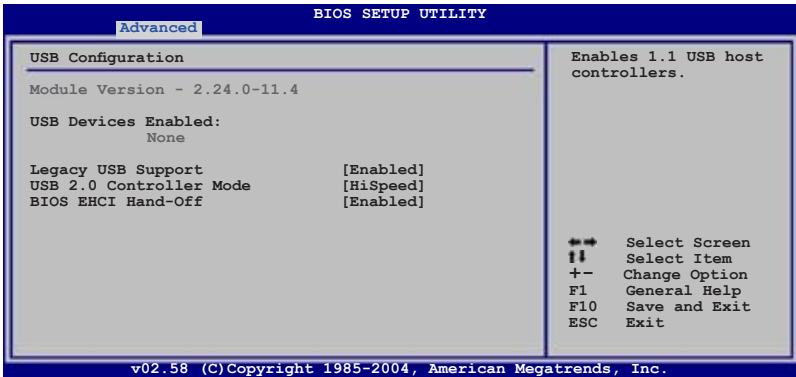 BIOS SETUP UTILITY
Advanced
USB Configuration
Module Version - 2.24.0-11.4
USB Devices Enabled:
None
Legacy USB Support [Enabled]
USB 2.0 Controller Mode [HiSpeed]
BIOS EHCI Hand-Off [Enabled]
Enables 1.1 USB host
controllers.
←→ Select Screen
↑↓ Select Item
+- Change Option
F1 General Help
F10 Save and Exit
ESC Exit
v02.58 (C)Copyright 1985-2004, American Megatrends, Inc.